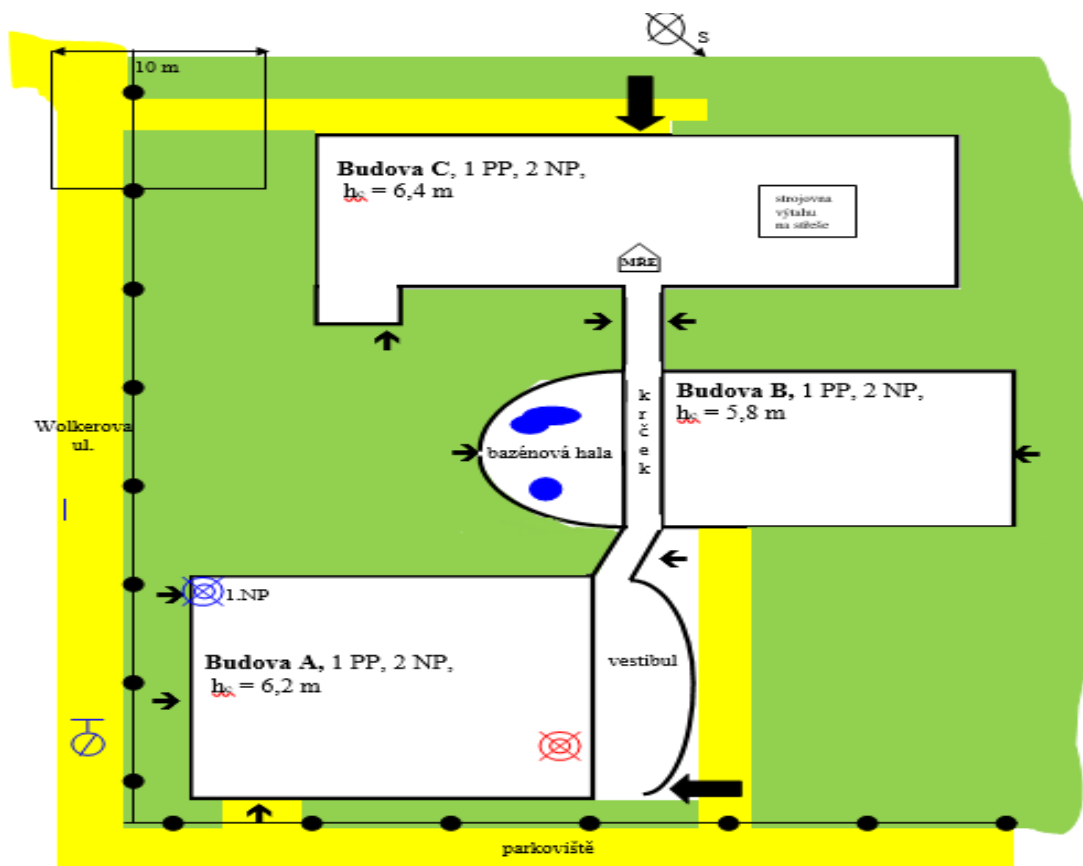 S
10 m
Budova C, 1 PP, 2 NP,
hS = 6,4 m
strojovna
výtahu
na střeše
MŘE
Budova B, 1 PP, 2 NP,
hS = 5,8 m
krček
Wolkerova
ul.
bazénová hala
1.NP
Budova A, 1 PP, 2 NP,
hS = 6,2 m
vestibul
parkoviště